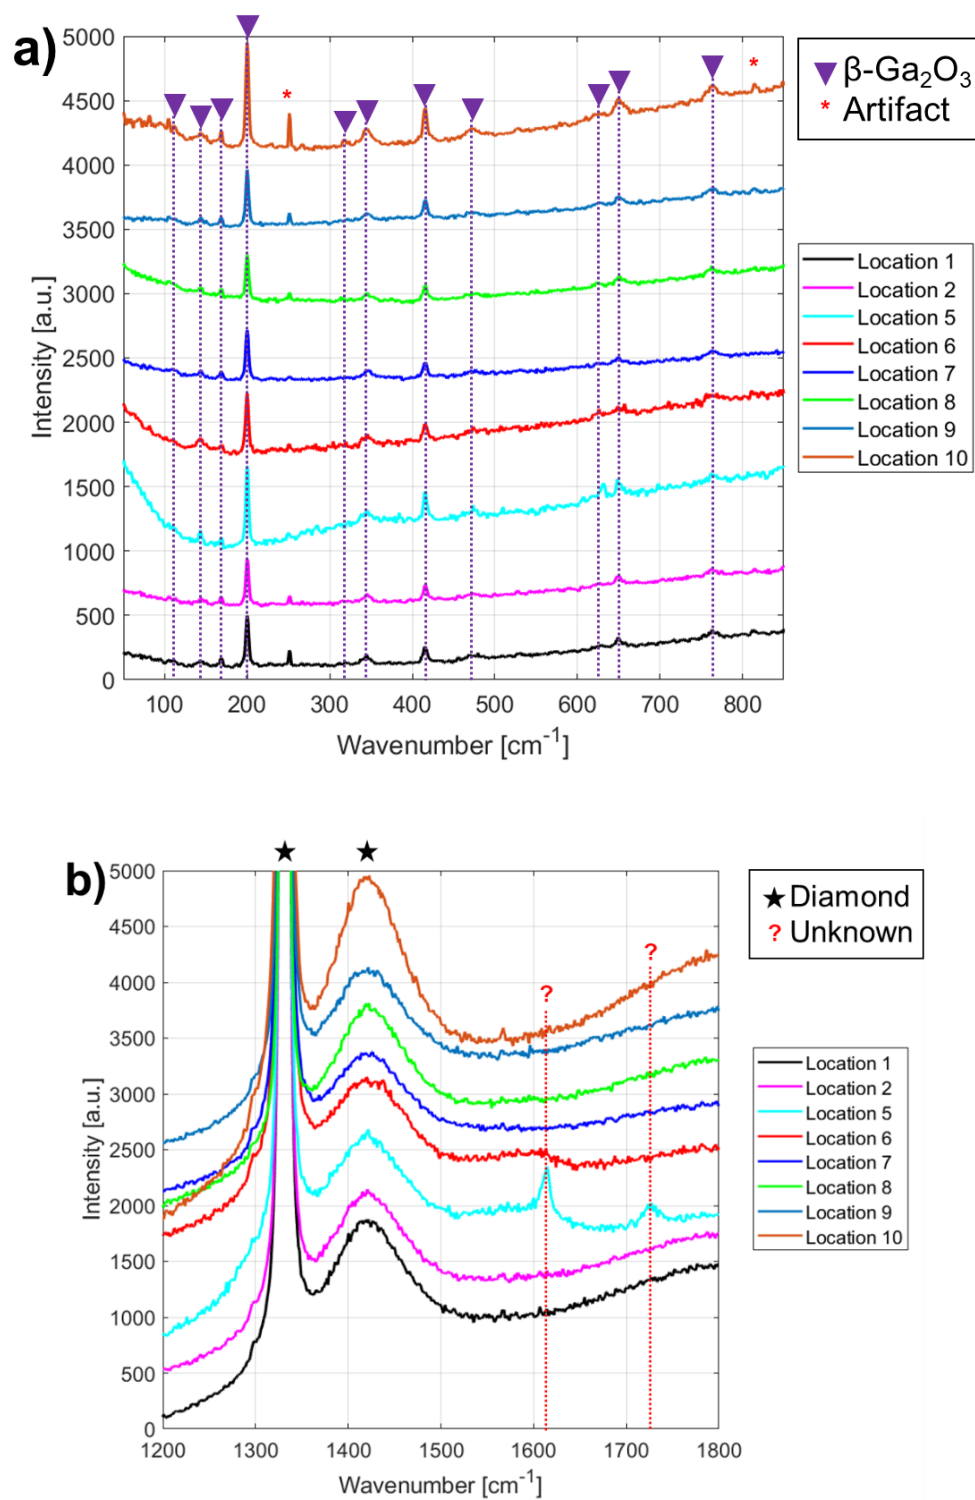 a)
β-Ga2O3
* Artifact
*
*
5000
4500
4000
3500
3000
2500
2000
1500
1000
500
0
Intensity [a.u.]
100 200 300 400 500 600 700 800
Wavenumber [cm-1]
Location 1
Location 2
Location 5
Location 6
Location 7
Location 8
Location 9
Location 10
b)
★ ★
★ Diamond
? Unknown
?
?
5000
4500
4000
3500
3000
2500
2000
1500
1000
500
0
Intensity [a.u.]
1200 1300 1400 1500 1600 1700 1800
Wavenumber [cm-1]
Location 1
Location 2
Location 5
Location 6
Location 7
Location 8
Location 9
Location 10